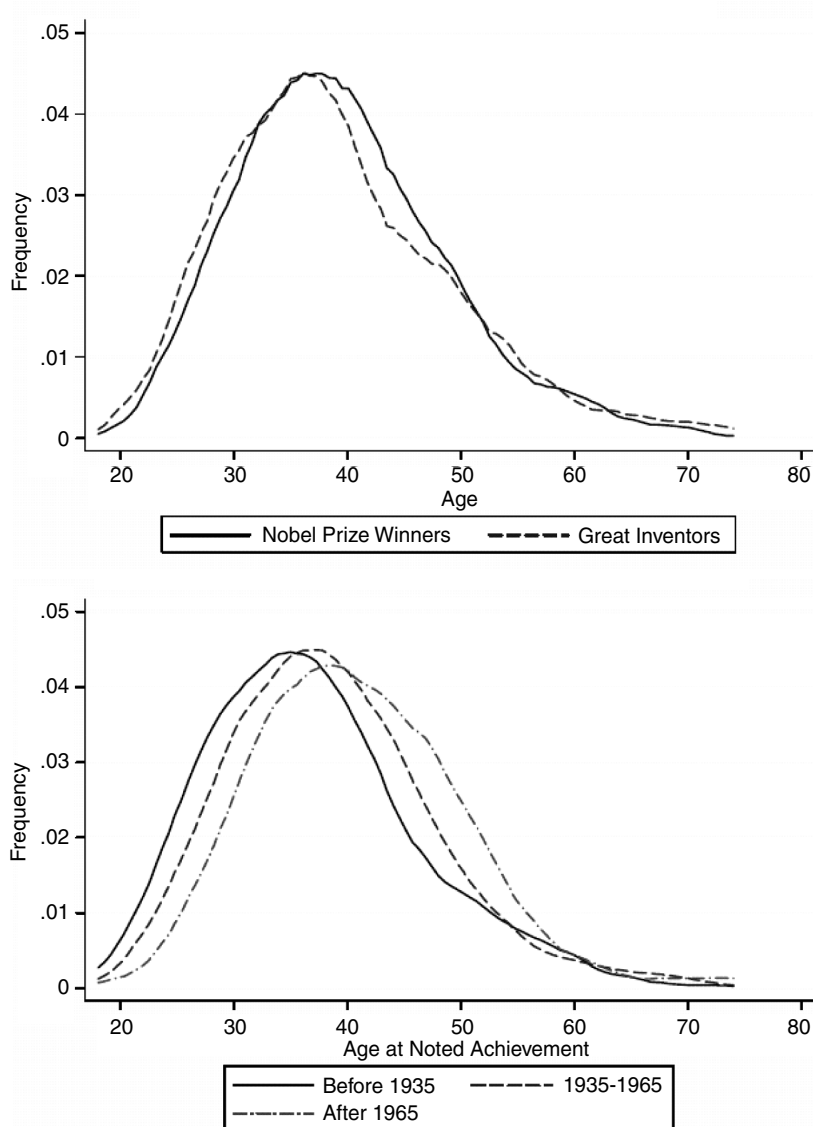 .05
.04
.03
.02
.01
0
Frequency
20 30 40 50 60 70 80
Age
Nobel Prize Winners Great Inventors
.05
.04
.03
.02
.01
0
Frequency
20 30 40 50 60 70 80
Age at Noted Achievement
Before 1935 1935-1965
After 1965